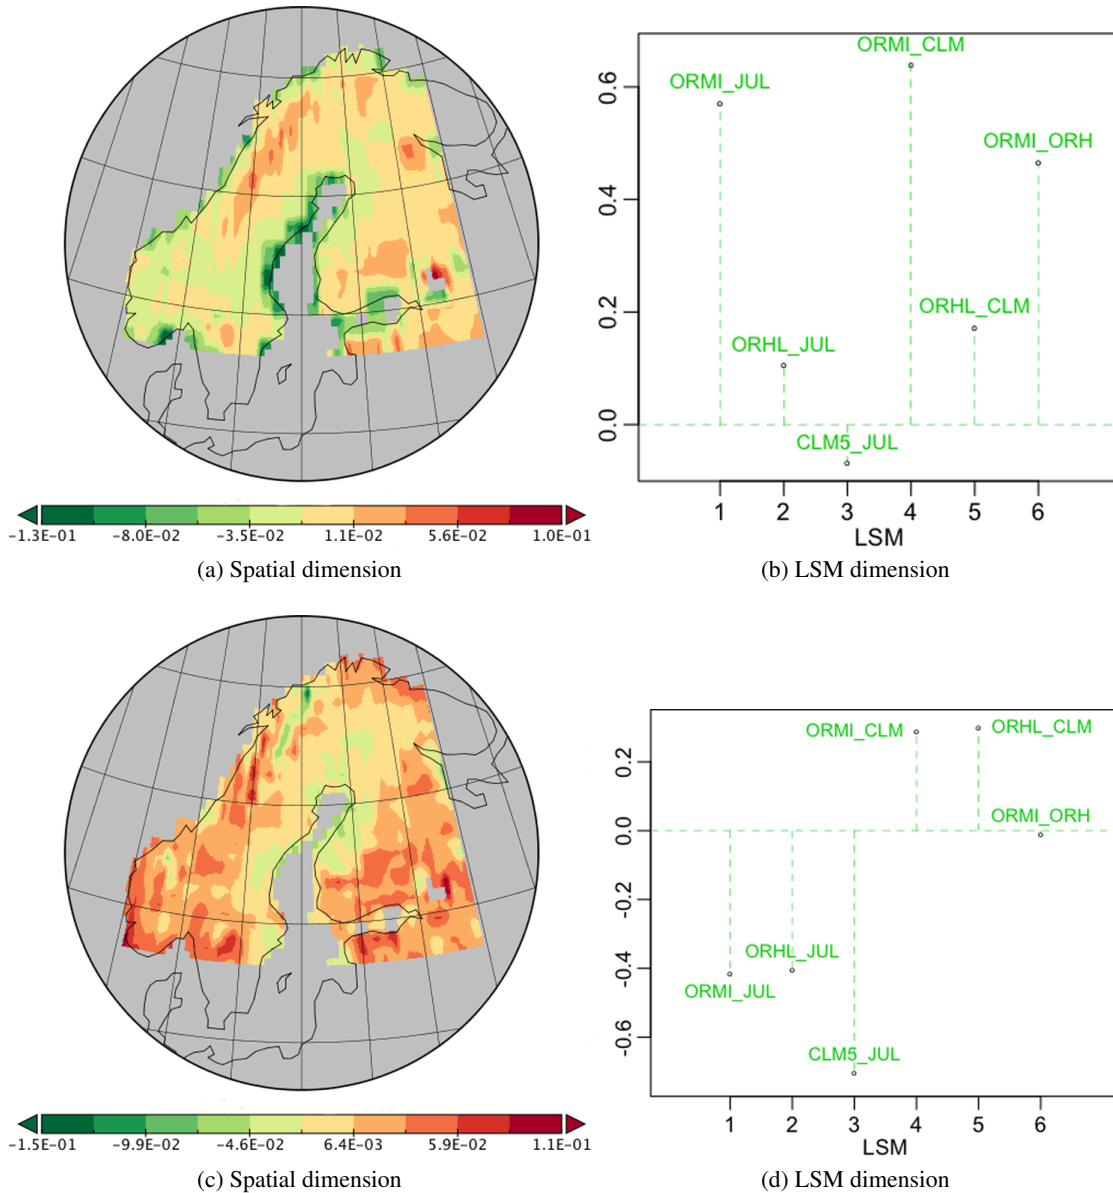 ORMI_CLM
ORMI_JUL
0.6
ORMI_ORH
0.4
ORHL_CLM
0.2
ORHL_JUL
0.0
CLM5_JUL
1 2 3 4 5 6
LSM
-1.3E-01 -8.0E-02 -3.5E-02 1.1E-02 5.6E-02 1.0E-01
(a) Spatial dimension
(b) LSM dimension
ORMI_CLM ORHL_CLM
0.2
ORMI_ORH
0.0
-0.2
-0.4
ORHL_JUL
ORMI_JUL
-0.6
CLM5_JUL
1 2 3 4 5 6
LSM
-1.5E-01 -9.9E-02 -4.6E-02 6.4E-03 5.9E-02 1.1E-01
(c) Spatial dimension
(d) LSM dimension